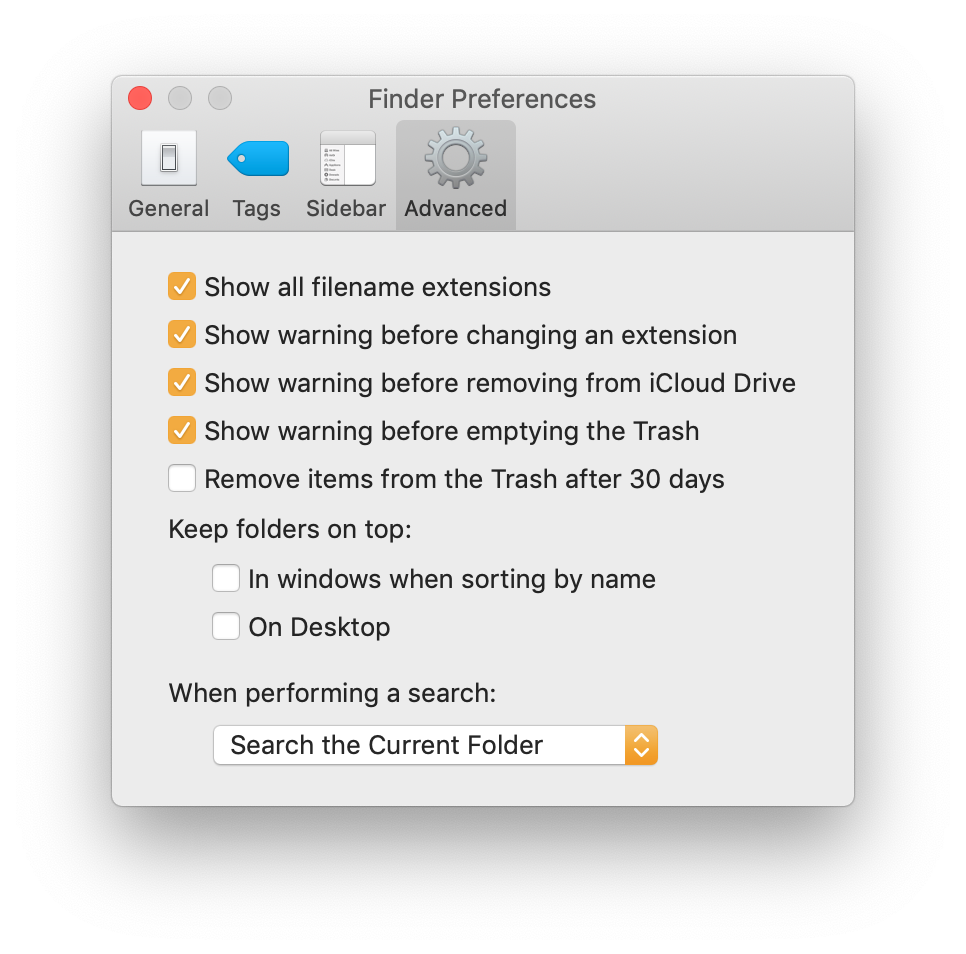 Finder Preferences
General Tags Sidebar Advanced
Show all filename extensions
Show warning before changing an extension
Show warning before removing from iCloud Drive
Show warning before emptying the Trash
Remove items from the Trash after 30 days
Keep folders on top:
In windows when sorting by name
On Desktop
When performing a search:
Search the Current Folder